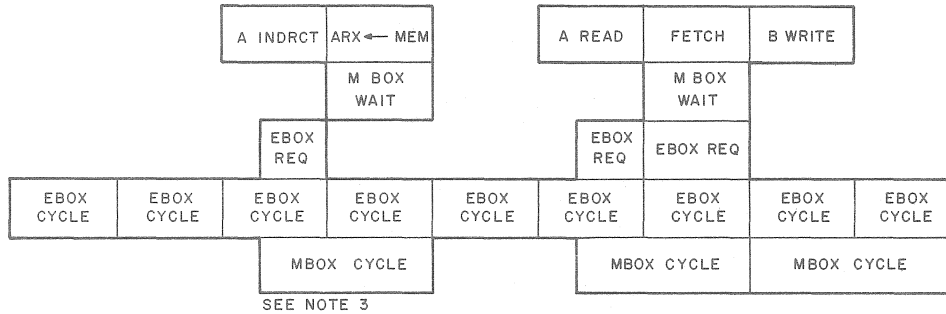 A INDRCT ARX ← MEM A READ FETCH B WRITE
M BOX WAIT M BOX WAIT
EBOX REQ EBOX REQ EBOX REQ
EBOX CYCLE EBOX CYCLE EBOX CYCLE EBOX CYCLE EBOX CYCLE EBOX CYCLE EBOX CYCLE EBOX CYCLE EBOX CYCLE
MBOX CYCLE MBOX CYCLE MBOX CYCLE
SEE NOTE 3